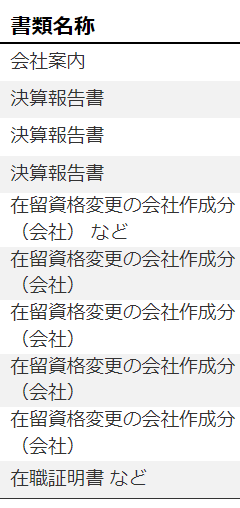 書類名称
会社案内
決算報告書
決算報告書
決算報告書
在留資格変更の会社作成分
（会社） など
在留資格変更の会社作成分
（会社）
在留資格変更の会社作成分
（会社）
在留資格変更の会社作成分
（会社）
在留資格変更の会社作成分
（会社）
在職証明書 など